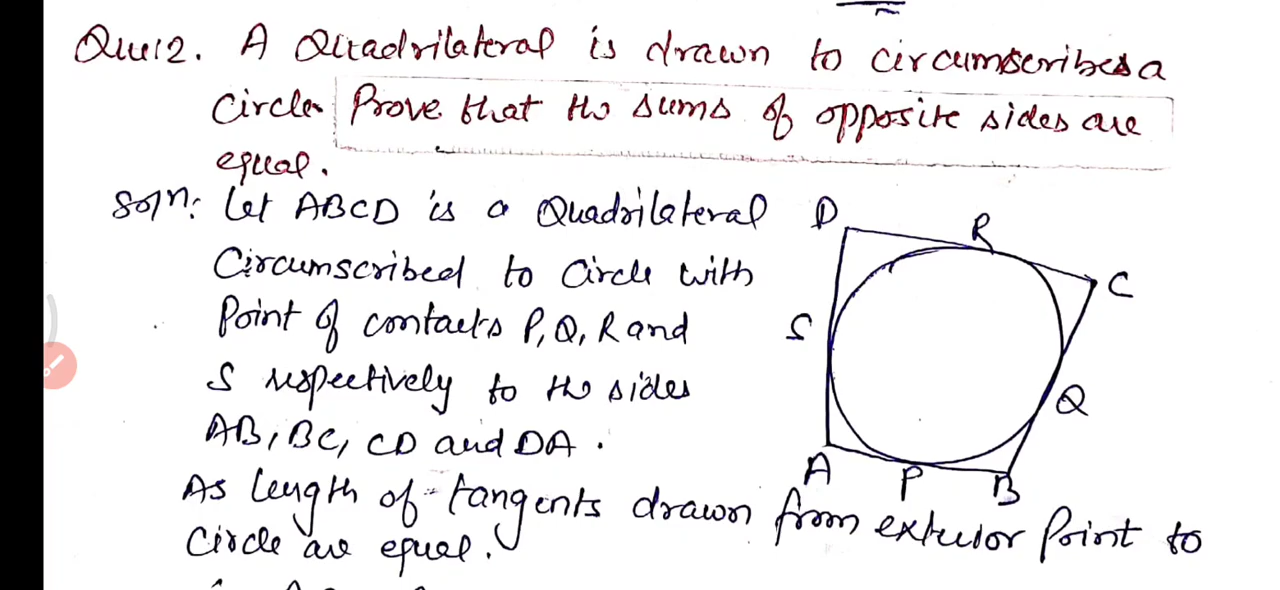 Que12. A Quadrilateral is drawn to circumscribes a
Circle. Prove that the sums of opposite sides are
equal.
Soln: Let ABCD is a Quadrilateral
Circumscribed to Circle with
Point of contacts P, Q, R and
S respectively to the sides
AB, BC, CD and DA.
D
R
C
S
Q
A
P
B
As length of tangents drawn from exterior Point to
Circle are equal.